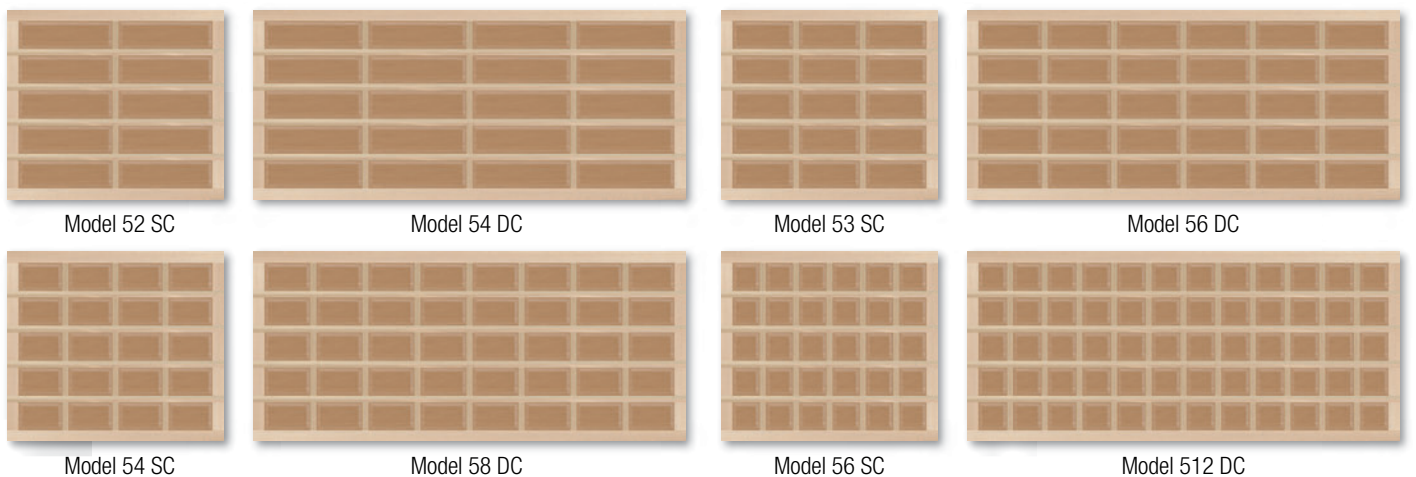 Model 52 SC
Model 54 DC
Model 53 SC
Model 56 DC
Model 54 SC
Model 58 DC
Model 56 SC
Model 512 DC